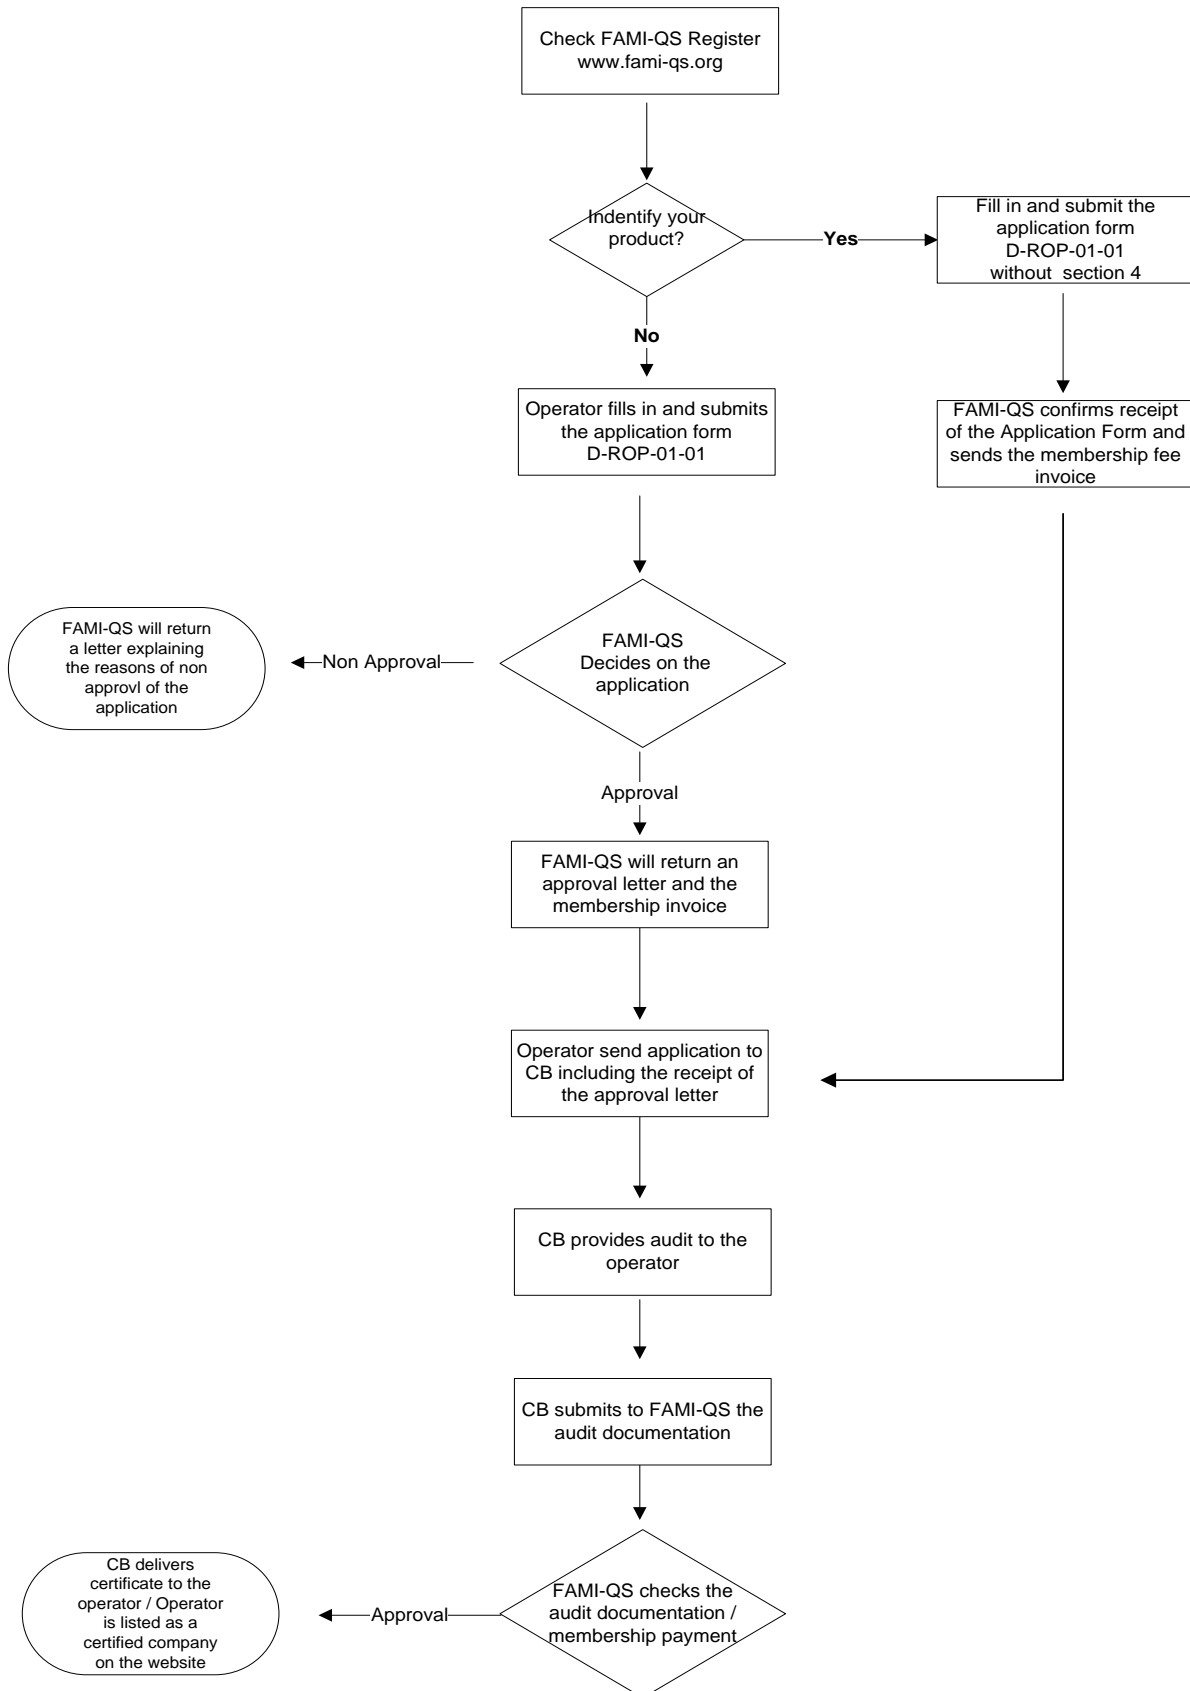 Check FAMI-QS Register
www.fami-qs.org
Indentify your
product?
Yes
Fill in and submit the
application form
D-ROP-01-01
without section 4
No
Operator fills in and submits
the application form
D-ROP-01-01
FAMI-QS confirms receipt
of the Application Form and
sends the membership fee
invoice
FAMI-QS will return
a letter explaining
the reasons of non
approvl of the
application
Non Approval
FAMI-QS
Decides on the
application
Approval
FAMI-QS will return an
approval letter and the
membership invoice
Operator send application to
CB including the receipt of
the approval letter
CB provides audit to the
operator
CB submits to FAMI-QS the
audit documentation
CB delivers
certificate to the
operator / Operator
is listed as a
certified company
on the website
Approval
FAMI-QS checks the
audit documentation /
membership payment